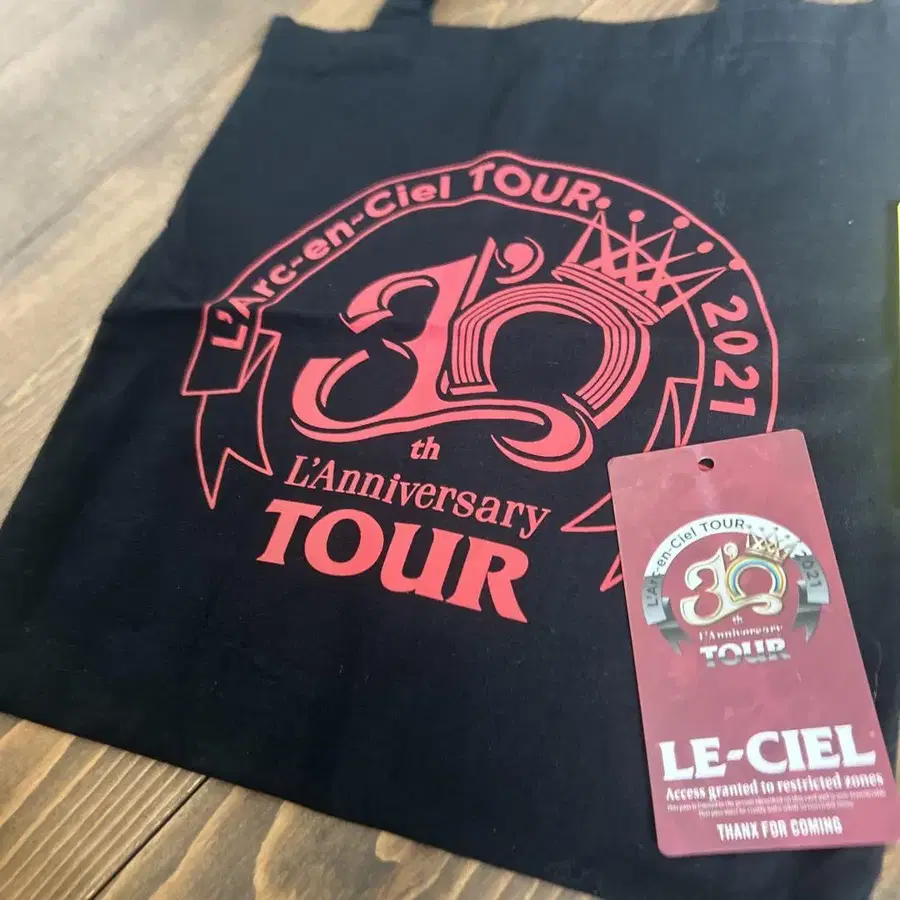 L'Arc-en-Ciel TOUR 2021
30
th
L'Anniversary
TOUR
L'Arc-en-Ciel TOUR 2021
30
th
L'Anniversary
TOUR
LE-CIEL
Access granted to restricted zones
THANX FOR COMING